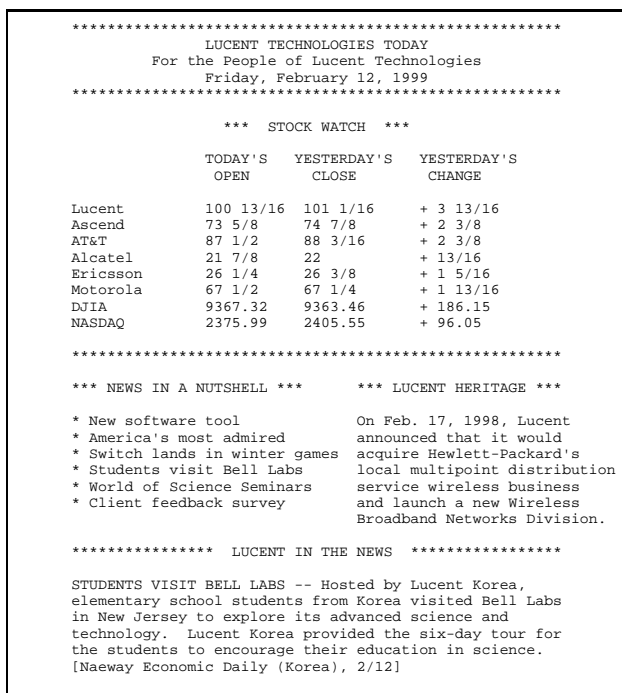 *******************************************************
LUCENT TECHNOLOGIES TODAY
For the People of Lucent Technologies
Friday, February 12, 1999
*******************************************************
*** STOCK WATCH ***
TODAY'S YESTERDAY'S YESTERDAY'S
OPEN CLOSE CHANGE
Lucent 100 13/16 101 1/16 + 3 13/16
Ascend 73 5/8 74 7/8 + 2 3/8
AT&T 87 1/2 88 3/16 + 2 3/8
Alcatel 21 7/8 22 + 13/16
Ericsson 26 1/4 26 3/8 + 1 5/16
Motorola 67 1/2 67 1/4 + 1 13/16
DJIA 9367.32 9363.46 + 186.15
NASDAQ 2375.99 2405.55 + 96.05
*******************************************************
*** NEWS IN A NUTSHELL ***
* New software tool
* America's most admired
* Switch lands in winter games
* Students visit Bell Labs
* World of Science Seminars
* Client feedback survey
*** LUCENT HERITAGE ***
On Feb. 17, 1998, Lucent
announced that it would
acquire Hewlett-Packard's
local multipoint distribution
service wireless business
and launch a new Wireless
Broadband Networks Division.
**************** LUCENT IN THE NEWS *****************
STUDENTS VISIT BELL LABS -- Hosted by Lucent Korea,
elementary school students from Korea visited Bell Labs
in New Jersey to explore its advanced science and
technology. Lucent Korea provided the six-day tour for
the students to encourage their education in science.
[Naeway Economic Daily (Korea), 2/12]